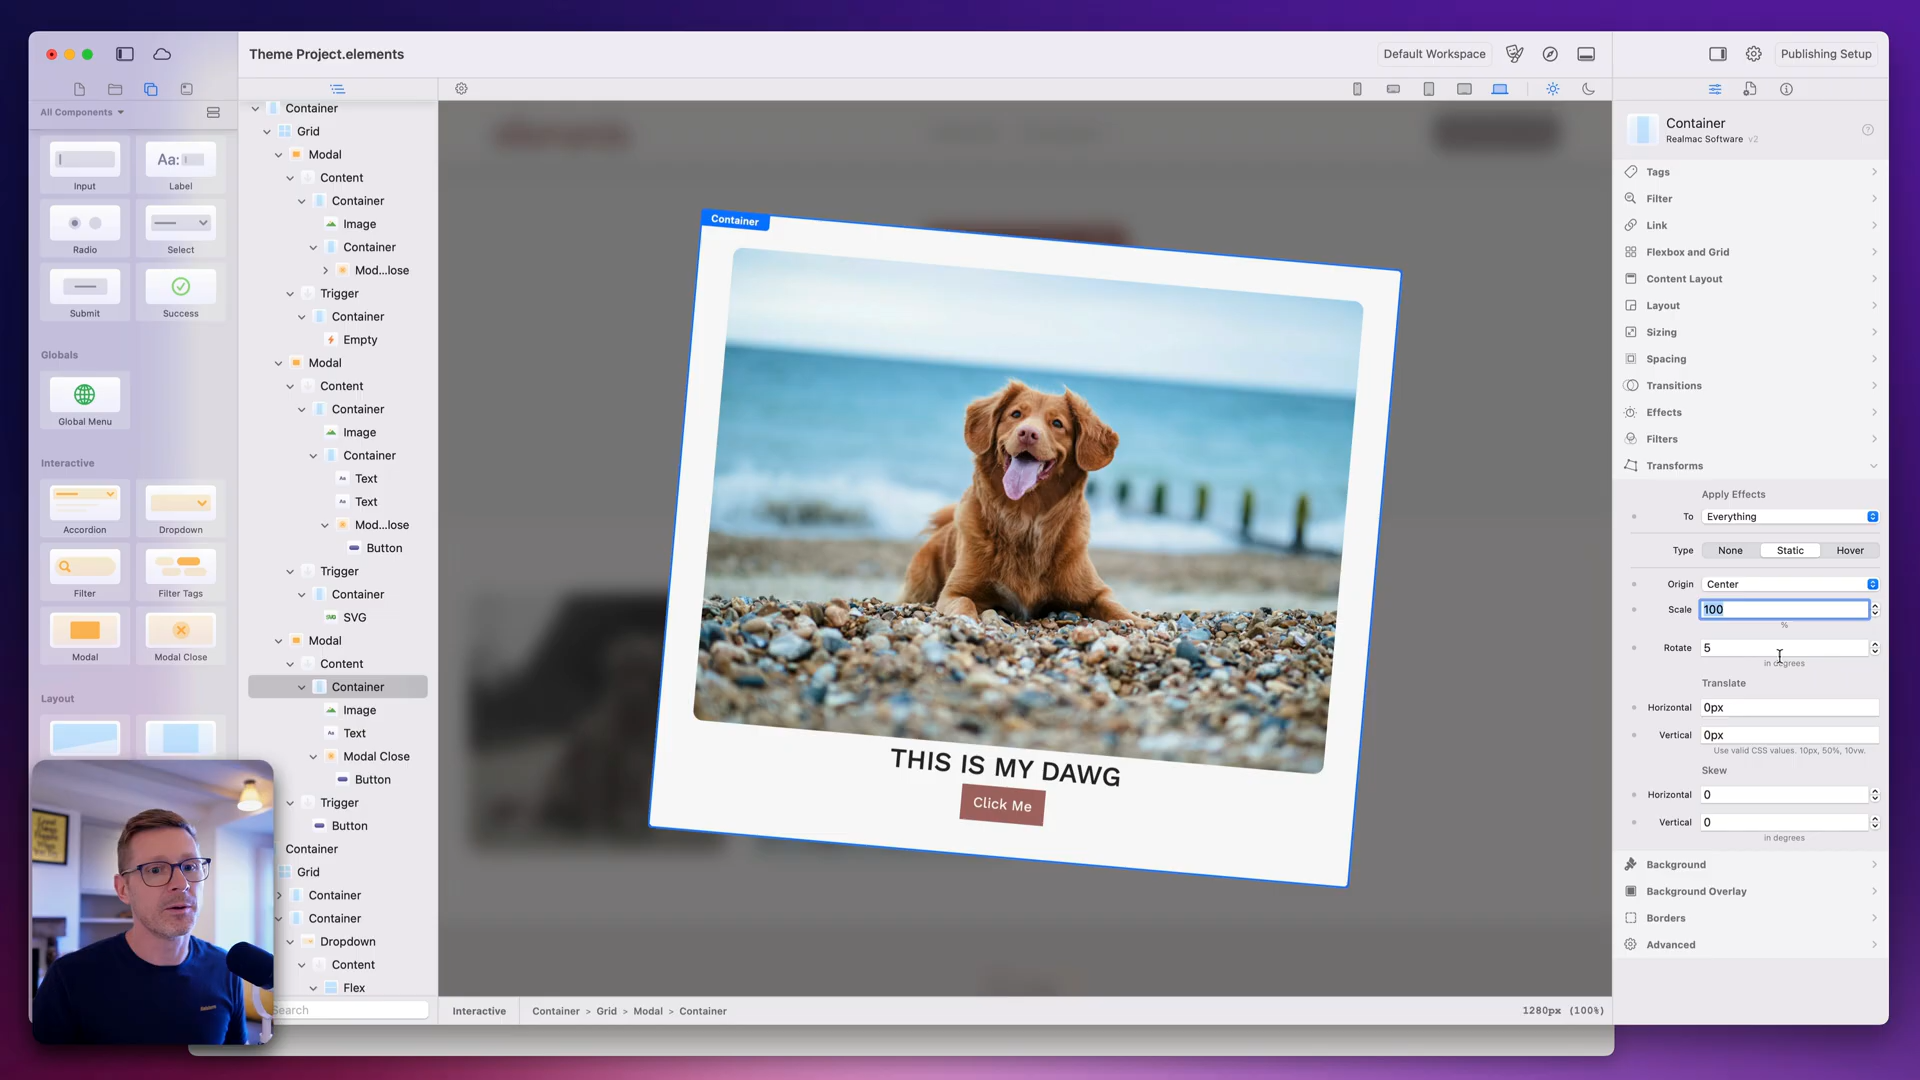 Theme Project.elements
Default Workspace
Publishing Setup
All Components
Input
Label
Radio
Select
Submit
Success
Globals
Global Menu
Interactive
Accordion
Dropdown
Filter
Filter Tags
Modal
Modal Close
Layout
Container
Grid
Modal
Content
Container
Image
Container
Mod...lose
Trigger
Container
Empty
Modal
Content
Container
Image
Container
Text
Text
Mod...lose
Button
Trigger
Container
SVG
Modal
Content
Container
Image
Text
Modal Close
Button
Trigger
Button
Container
Grid
Container
Container
Dropdown
Content
Flex
Search
Container
THIS IS MY DAWG
Click Me
Interactive
Container > Grid > Modal > Container
1280px (100%)
Container
Realmac Software v2
Tags
Filter
Link
Flexbox and Grid
Content Layout
Layout
Sizing
Spacing
Transitions
Effects
Filters
Transforms
Apply Effects
To Everything
Type None Static Hover
Origin Center
Scale 100
%
Rotate 5
in degrees
Translate
Horizontal 0px
Vertical 0px
Use valid CSS values. 10px, 50%, 10vw.
Skew
Horizontal 0
Vertical 0
in degrees
Background
Background Overlay
Borders
Advanced